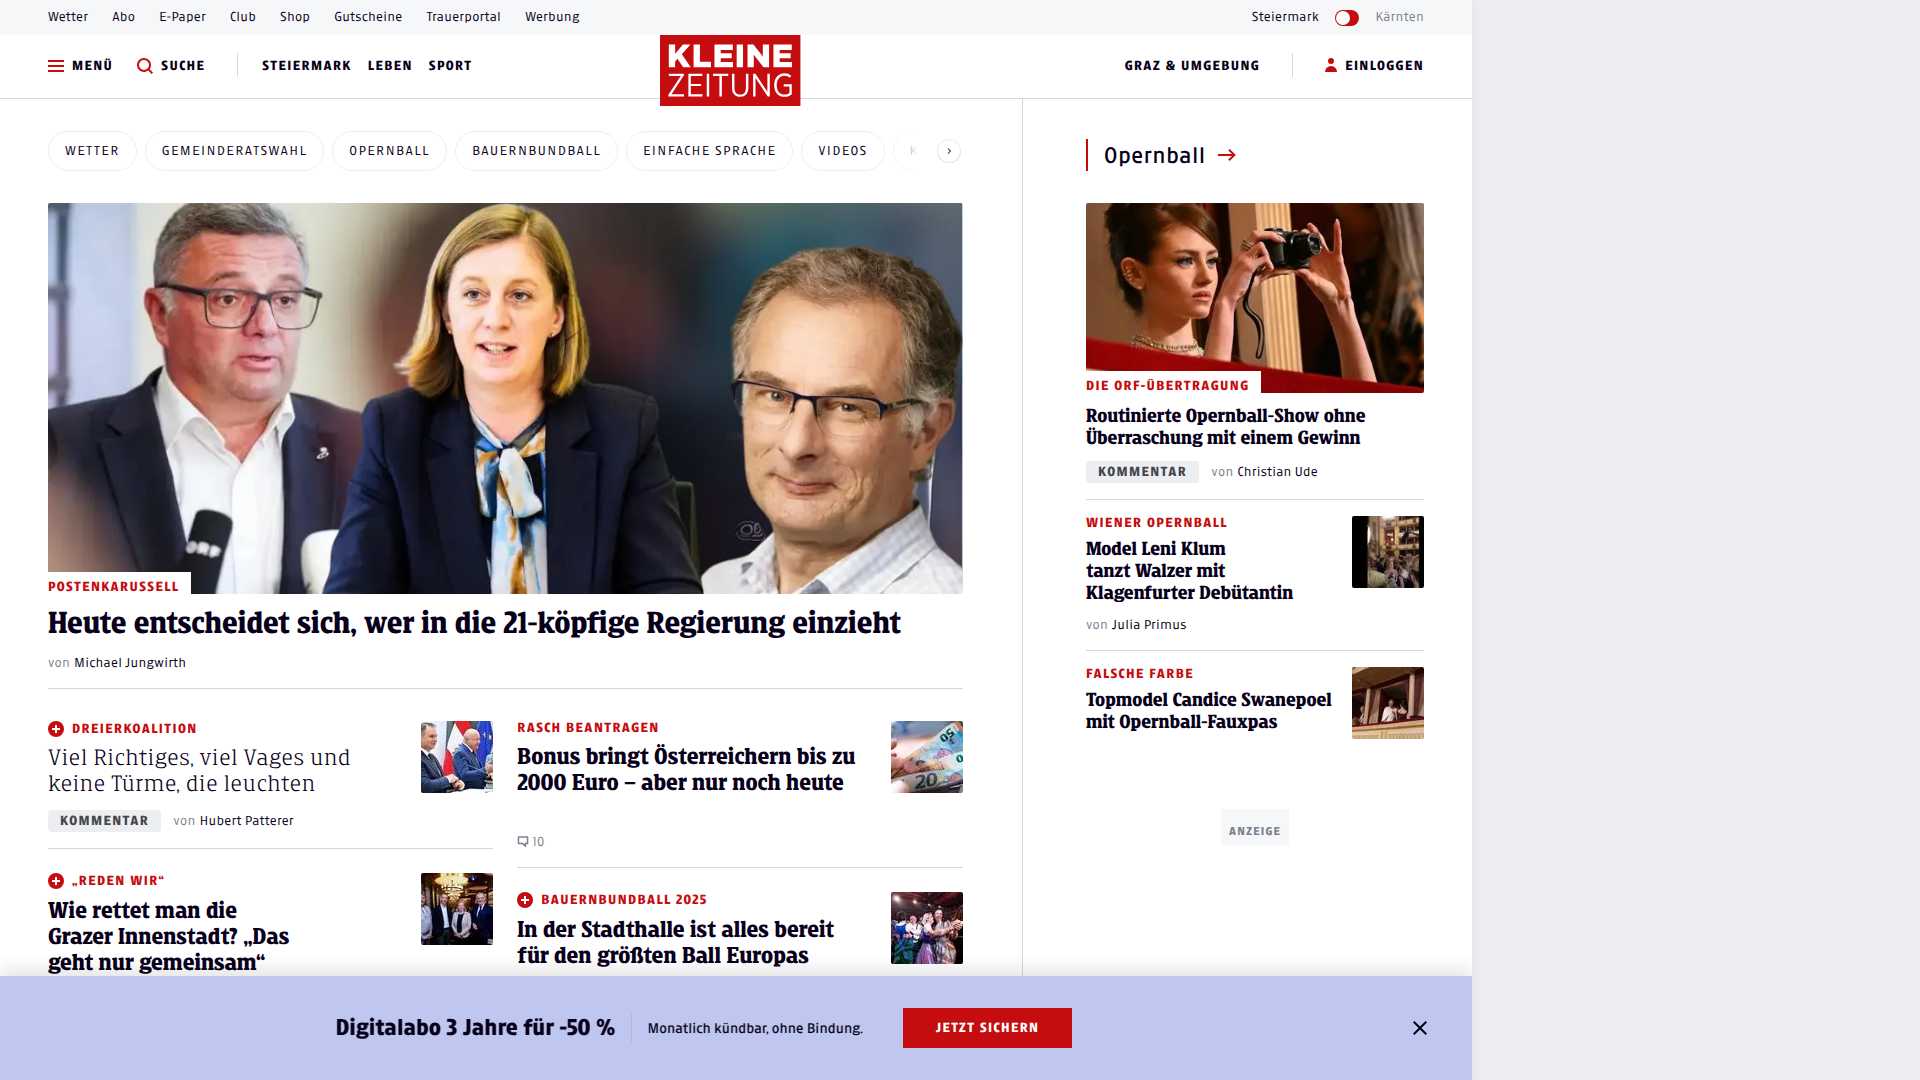 Wetter Abo E-Paper Club Shop Gutscheine Trauerportal Werbung Steiermark Kärnten
MENÜ SUCHE STEIERMARK LEBEN SPORT KLEINE ZEITUNG GRAZ & UMGEBUNG EINLOGGEN
WETTER GEMEINDERATSWAHL OPERNBALL BAUERNBUNDBALL EINFACHE SPRACHE VIDEOS K
ORF
POSTENKARUSSELL
Heute entscheidet sich, wer in die 21-köpfige Regierung einzieht
von Michael Jungwirth
DREIERKOALITION
Viel Richtiges, viel Vages und
keine Türme, die leuchten
KOMMENTAR von Hubert Patterer
„REDEN WIR“
Wie rettet man die
Grazer Innenstadt? „Das
geht nur gemeinsam“
RASCH BEANTRAGEN
Bonus bringt Österreichern bis zu
2000 Euro – aber nur noch heute
10
BAUERNBUNDBALL 2025
In der Stadthalle ist alles bereit
für den größten Ball Europas
Opernball
DIE ORF-ÜBERTRAGUNG
Routinierte Opernball-Show ohne
Überraschung mit einem Gewinn
KOMMENTAR von Christian Ude
WIENER OPERNBALL
Model Leni Klum
tanzt Walzer mit
Klagenfurter Debütantin
von Julia Primus
FALSCHE FARBE
Topmodel Candice Swanepoel
mit Opernball-Fauxpas
ANZEIGE
Digitalabo 3 Jahre für -50 % Monatlich kündbar, ohne Bindung. JETZT SICHERN